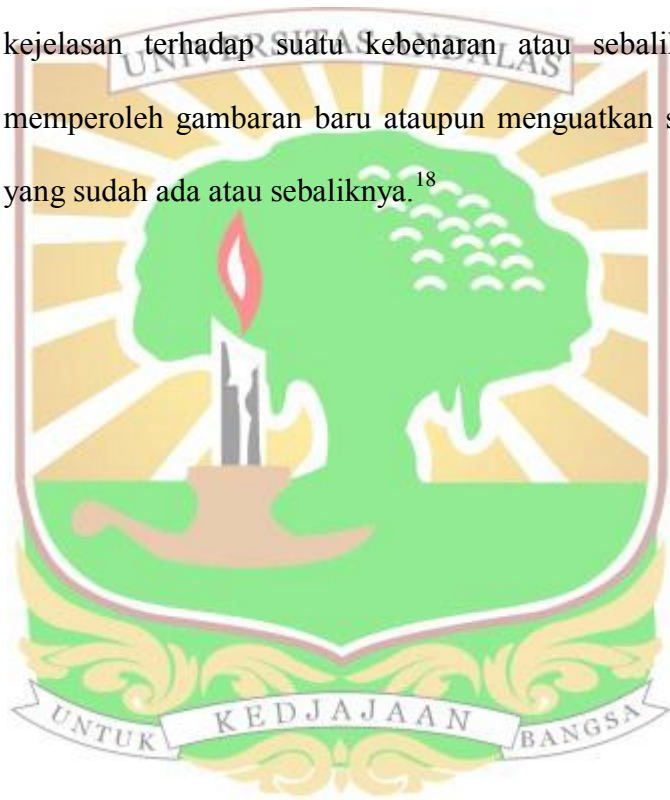 kejelasan terhadap suatu kebenaran atau
memperoleh gambaran baru ataupun menguatkan
yang sudah ada atau sebaliknya.18
UNIVERSITAS ANDALAS
UNTUK KEDJAJAAN BANGSA